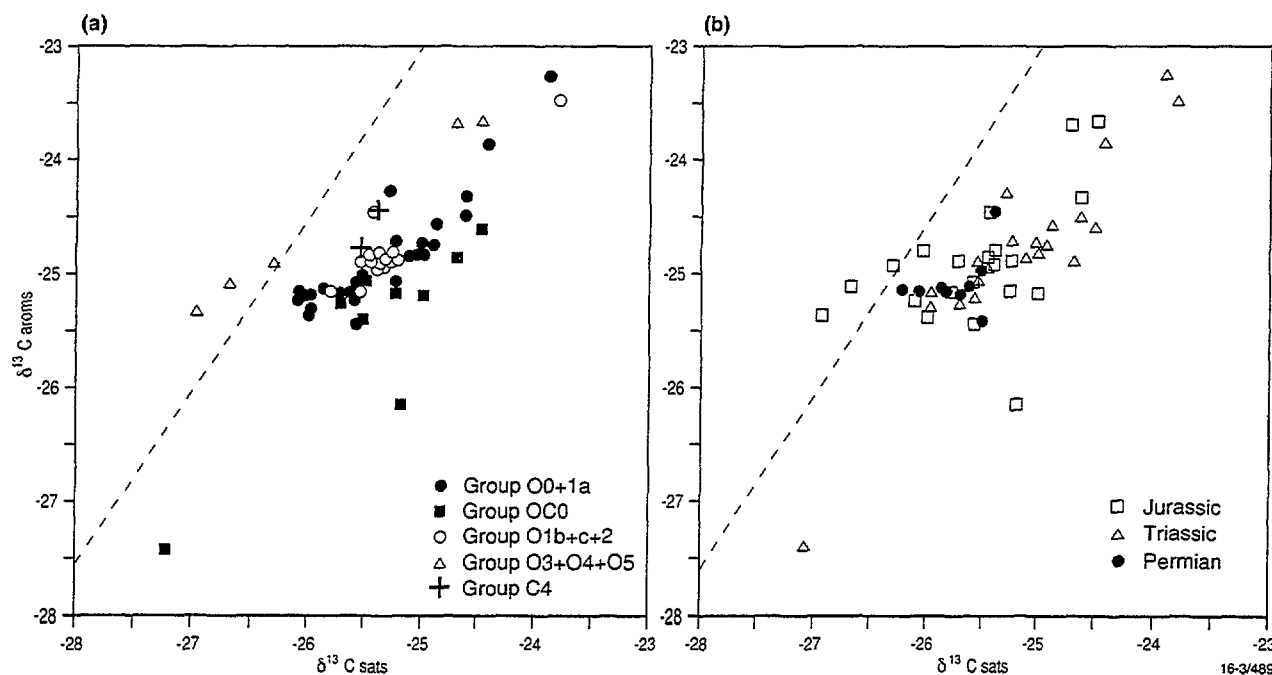 (a)
-23
-24
-25
-26
-27
-28
δ¹³ C aroms
-28
-27
-26
-25
-24
-23
δ¹³ C sats
Group O0+1a
Group OC0
Group O1b+c+2
Group O3+O4+O5
Group C4
(b)
-23
-24
-25
-26
-27
-28
-28
-27
-26
-25
-24
-23
δ¹³ C sats
Jurassic
Triassic
Permian
16-3/489